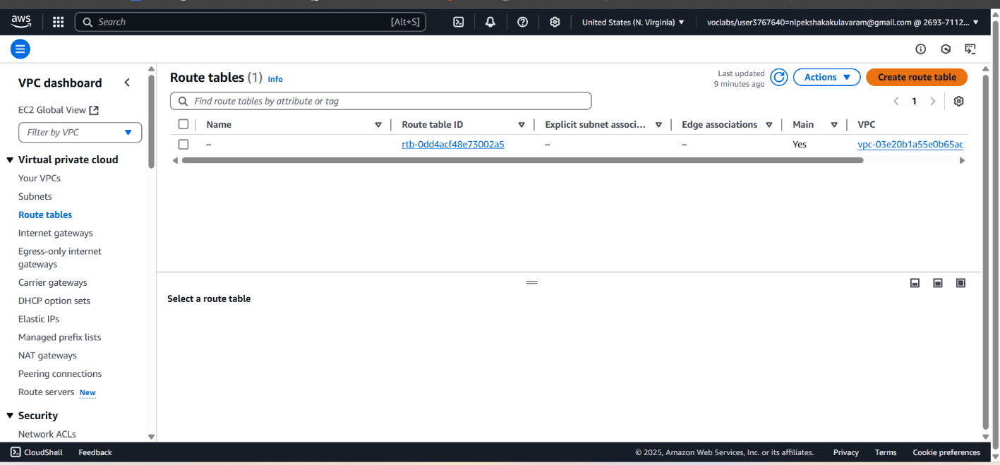 aws
Search [Alt+S]
United States (N. Virginia)
voclabs/user3767640=nipekshakakulavaram@gmail.com @ 2693-7112...
VPC dashboard
EC2 Global View
Filter by VPC
Virtual private cloud
Your VPCs
Subnets
Route tables
Internet gateways
Egress-only internet
gateways
Carrier gateways
DHCP option sets
Elastic IPs
Managed prefix lists
NAT gateways
Peering connections
Route servers New
Security
Network ACLs
Route tables (1) Info
Last updated
9 minutes ago
Actions
Create route table
Find route tables by attribute or tag
1
Name Route table ID Explicit subnet associ... Edge associations Main VPC
– rtb-0dd4acf48e73002a5 – – Yes vpc-03e20b1a55e0b65ac
Select a route table
CloudShell Feedback © 2025, Amazon Web Services, Inc. or its affiliates. Privacy Terms Cookie preferences